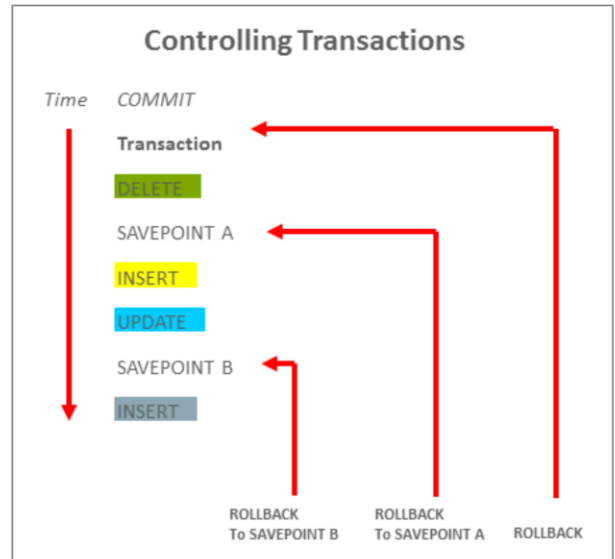 Controlling Transactions
Time COMMIT
Transaction
DELETE
SAVEPOINT A
INSERT
UPDATE
SAVEPOINT B
INSERT
ROLLBACK
To SAVEPOINT B
ROLLBACK
To SAVEPOINT A
ROLLBACK